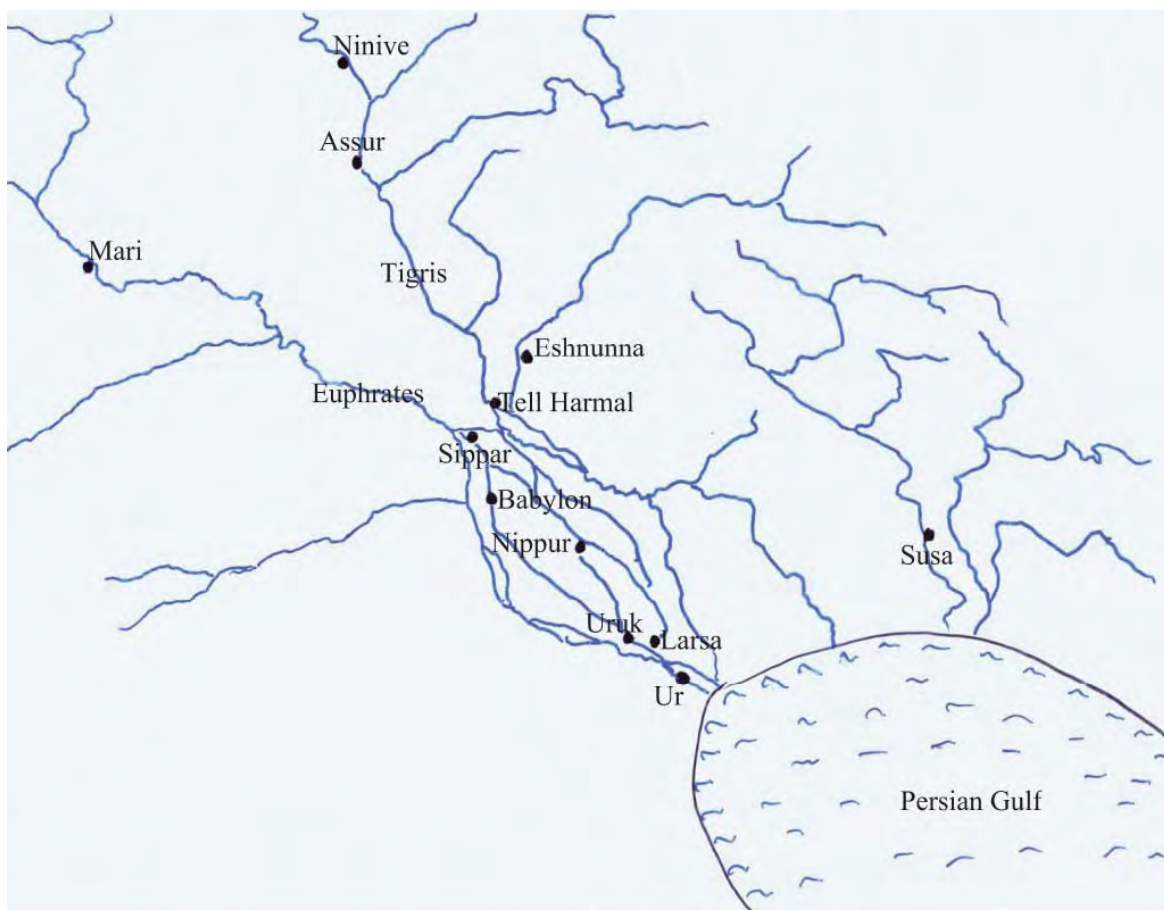 Ninive
Assur
Mari
Tigris
Eshnunna
Euphrates
Tell Harmal
Sippar
Babylon
Nippur
Susa
Uruk
Larsa
Ur
Persian Gulf